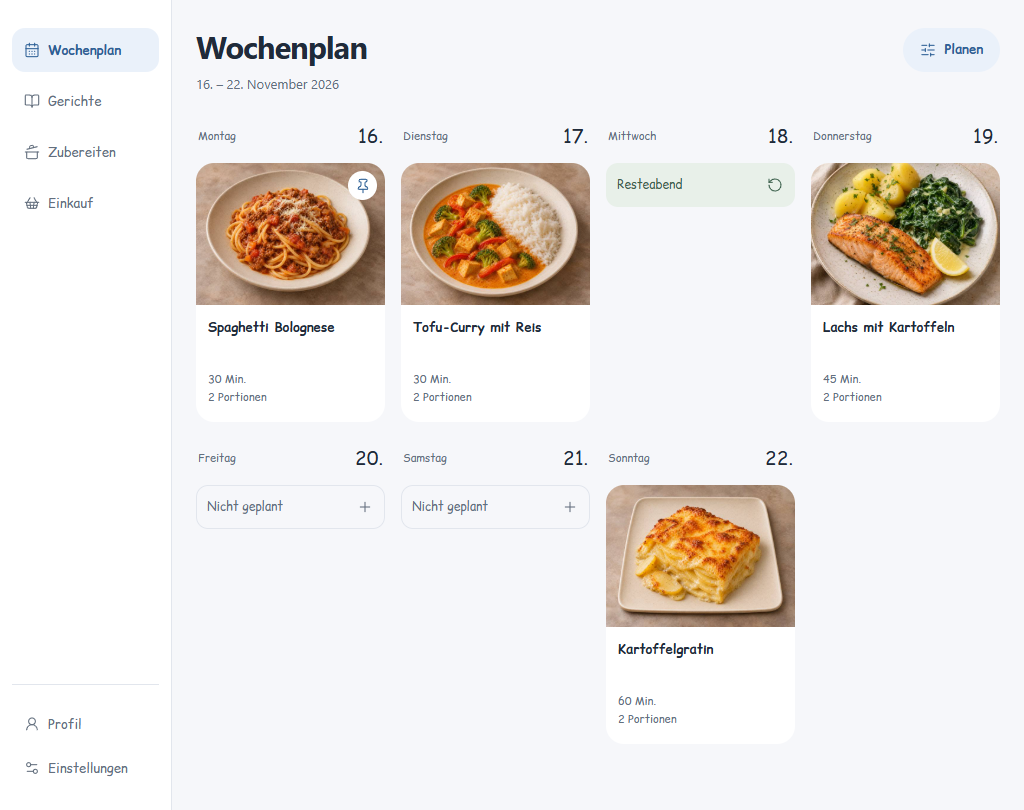 Wochenplan
Gerichte
Zubereiten
Einkauf
Profil
Einstellungen
Wochenplan
Planen
16. – 22. November 2026
Montag 16.
Spaghetti Bolognese
30 Min.
2 Portionen
Dienstag 17.
Tofu-Curry mit Reis
30 Min.
2 Portionen
Mittwoch 18.
Resteabend
Donnerstag 19.
Lachs mit Kartoffeln
45 Min.
2 Portionen
Freitag 20.
Nicht geplant
Samstag 21.
Nicht geplant
Sonntag 22.
Kartoffelgratin
60 Min.
2 Portionen